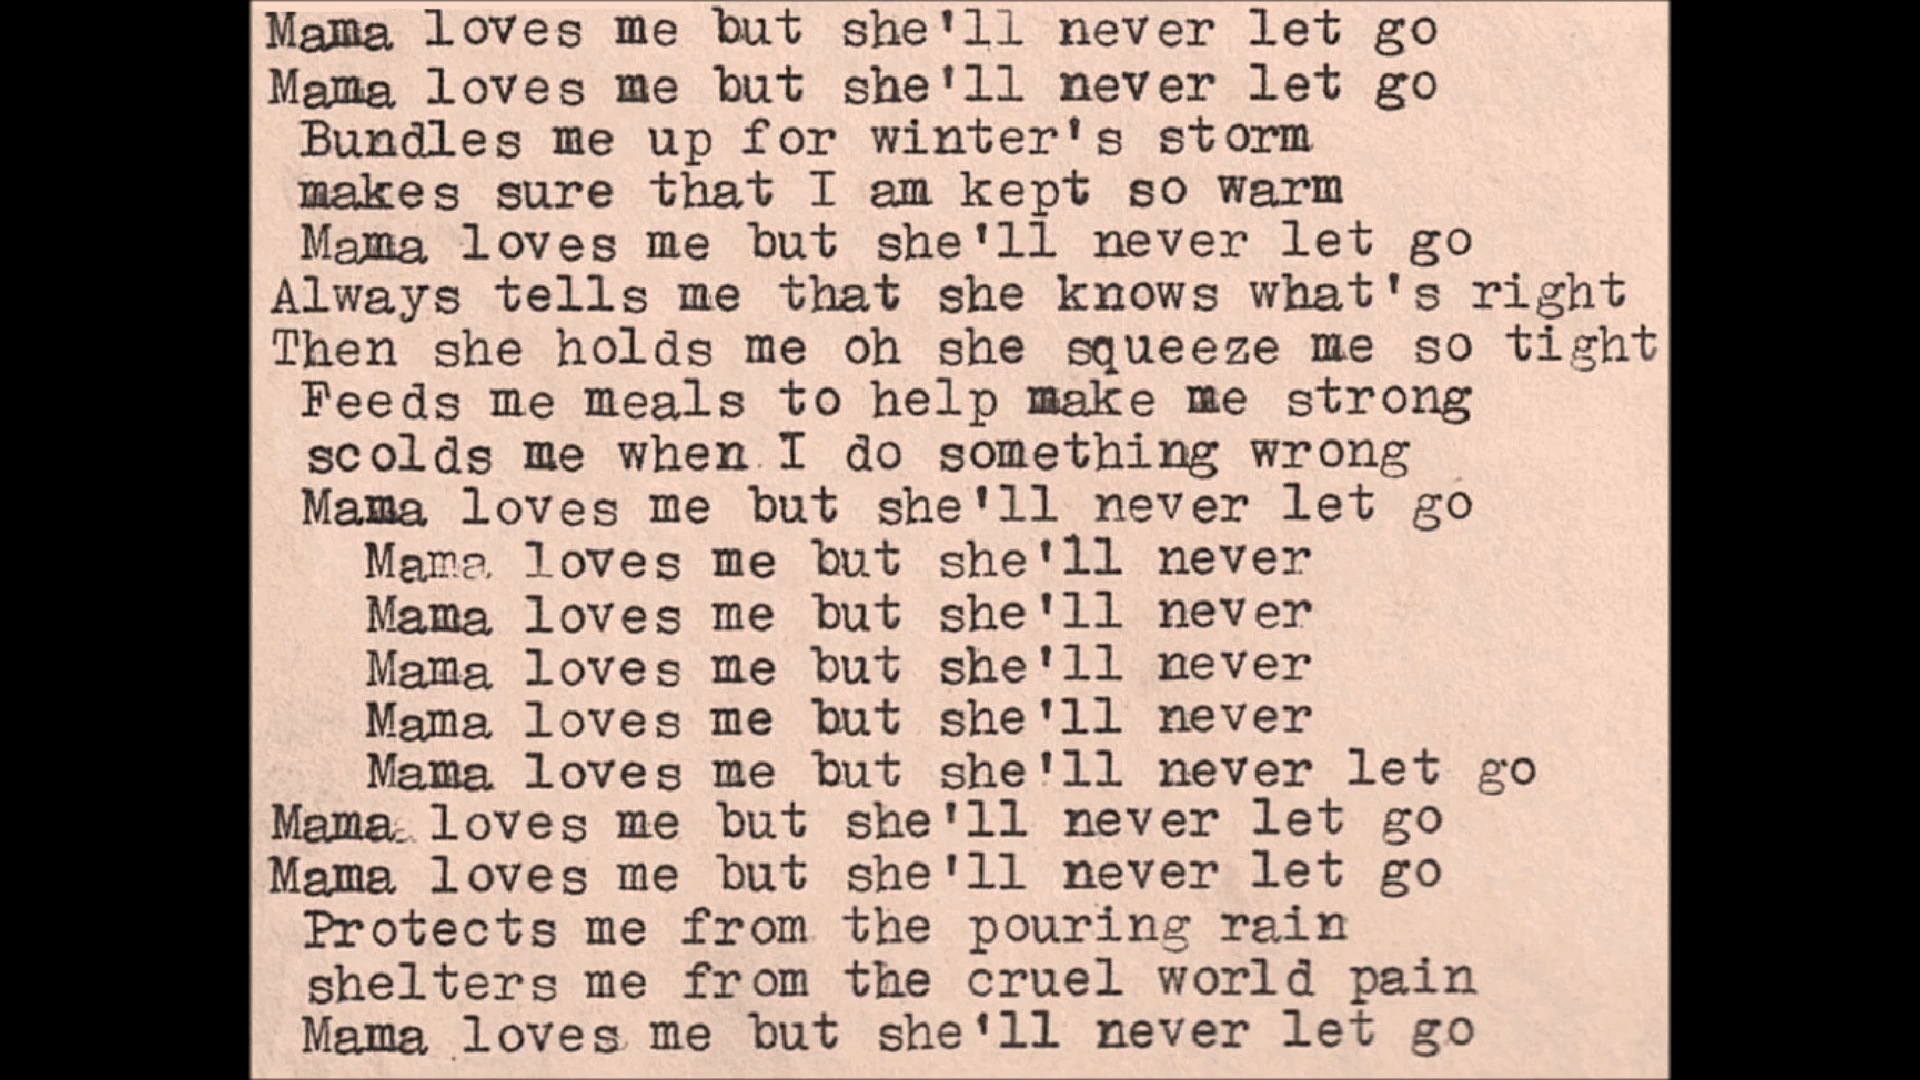 Mama loves me but she'll never let go
Mama loves me but she'll never let go
Bundles me up for winter's storm
makes sure that I am kept so warm
Mama loves me but she'll never let go
Always tells me that she knows what's right
Then she holds me oh she squeeze me so tight
Feeds me meals to help make me strong
scolds me when I do something wrong
Mama loves me but she'll never let go
Mama loves me but she'll never
Mama loves me but she'll never
Mama loves me but she'll never
Mama loves me but she'll never
Mama loves me but she'll never let go
Mama loves me but she'll never let go
Mama loves me but she'll never let go
Protects me from the pouring rain
shelters me from the cruel world pain
Mama loves me but she'll never let go